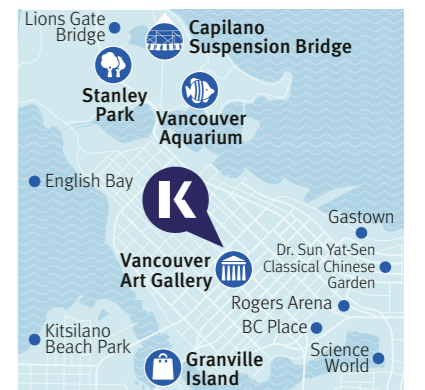 Lions Gate
Bridge
Capilano
Suspension Bridge
Stanley
Park
Vancouver
Aquarium
English Bay
K
Gastown
Dr. Sun Yat-Sen
Classical Chinese
Garden
Vancouver
Art Gallery
Rogers Arena
BC Place
Kitsilano
Beach Park
Science
World
Granville
Island